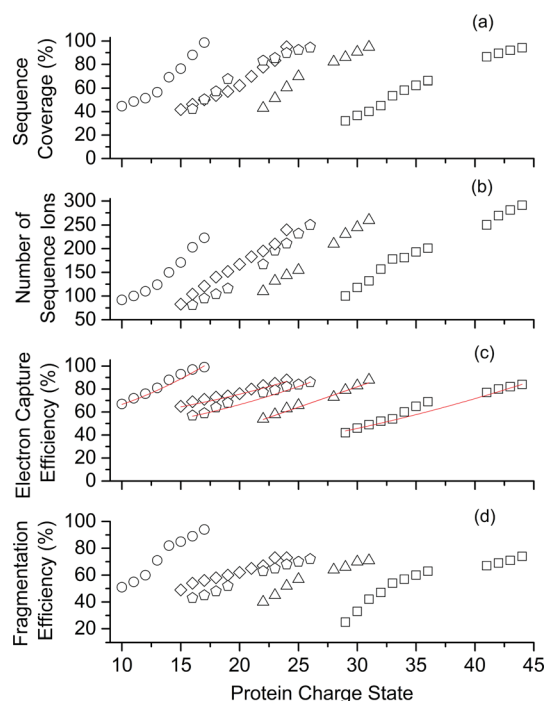 (a)
Sequence
Coverage (%)
100
80
60
40
20
0
(b)
Number of
Sequence Ions
300
250
200
150
100
50
(c)
Electron Capture
Efficiency (%)
100
80
60
40
20
0
(d)
Fragmentation
Efficiency (%)
100
80
60
40
20
10 15 20 25 30 35 40 45
Protein Charge State